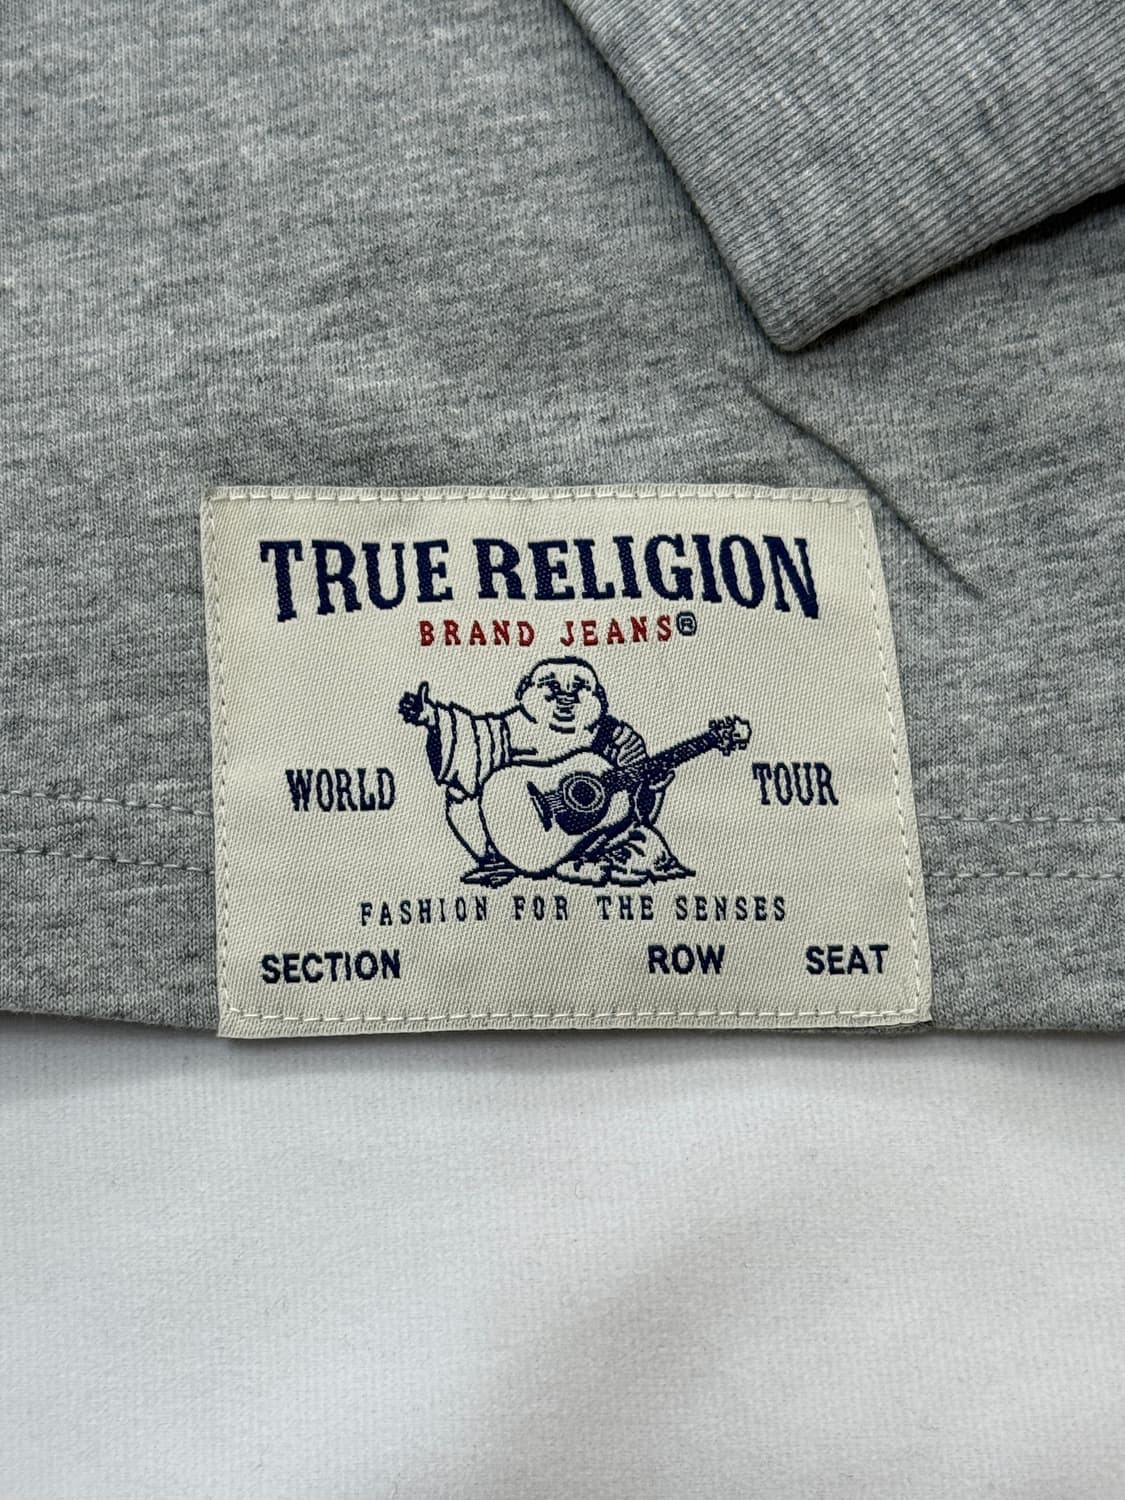 TRUE RELIGION
BRAND JEANS®
WORLD TOUR
FASHION FOR THE SENSES
SECTION ROW SEAT